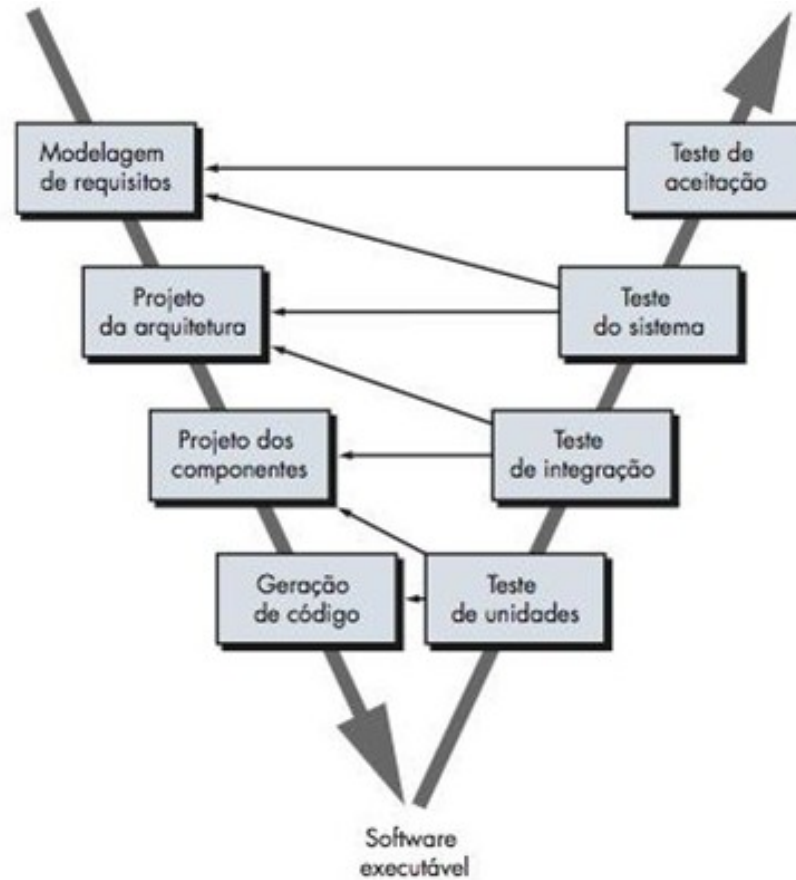 Modelagem
de requisitos
Teste de
aceitação
Projeto
da arquitetura
Teste
do sistema
Projeto dos
componentes
Teste
de integração
Geração
de código
Teste
de unidades
Software
executável